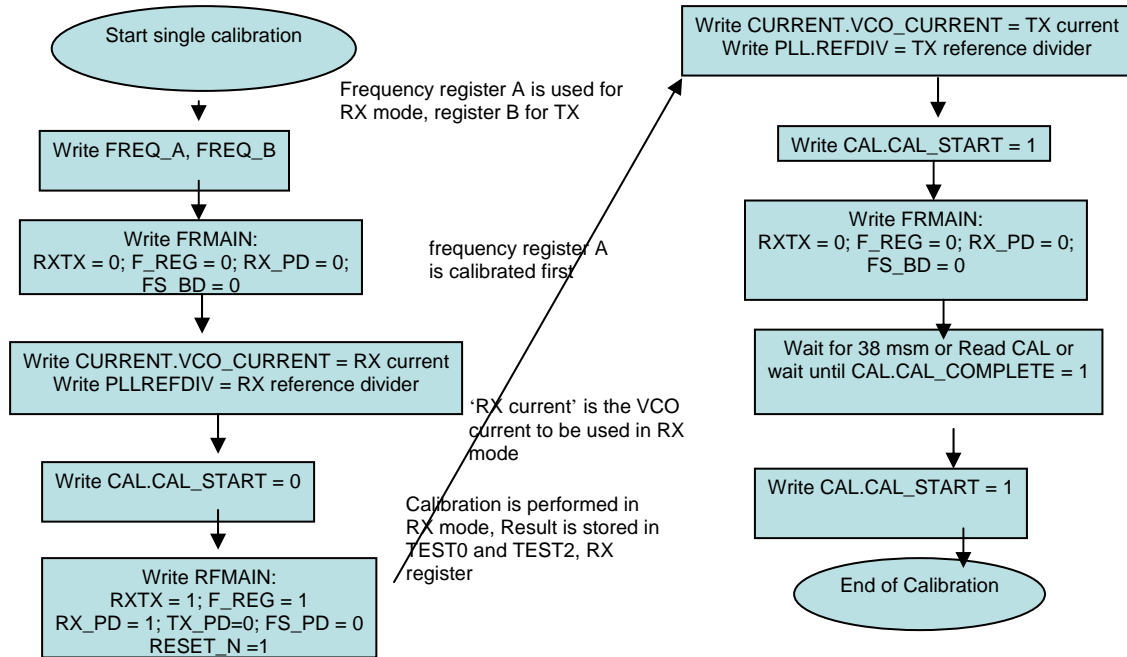 Start single calibration
Frequency register A is used for
RX mode, register B for TX
Write FREQ_A, FREQ_B
Write FRMAIN:
RXTX = 0; F_REG = 0; RX_PD = 0;
FS_BD = 0
frequency register A
is calibrated first
Write CURRENT.VCO_CURRENT = RX current
Write PLLREFDIV = RX reference divider
‘RX current’ is the VCO
current to be used in RX
mode
Write CAL.CAL_START = 0
Calibration is performed in
RX mode, Result is stored in
TEST0 and TEST2, RX
register
Write RFMAIN:
RXTX = 1; F_REG = 1
RX_PD = 1; TX_PD=0; FS_PD = 0
RESET_N =1
Write CURRENT.VCO_CURRENT = TX current
Write PLL.REFDIV = TX reference divider
Write CAL.CAL_START = 1
Write FRMAIN:
RXTX = 0; F_REG = 0; RX_PD = 0;
FS_BD = 0
Wait for 38 msm or Read CAL or
wait until CAL.CAL_COMPLETE = 1
Write CAL.CAL_START = 1
End of Calibration